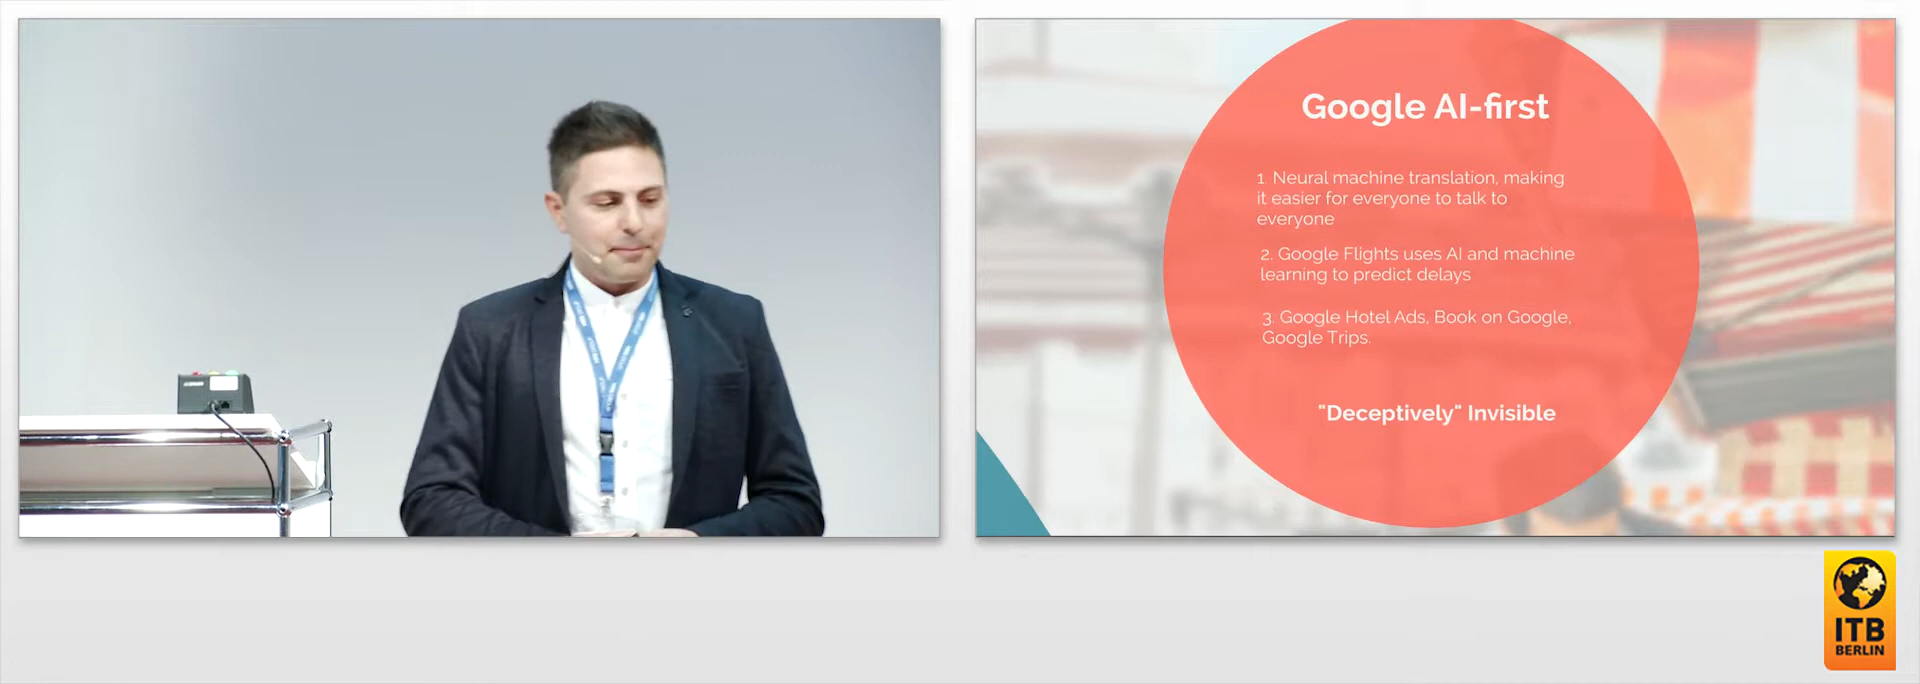 Google AI-first
1. Neural machine translation, making
it easier for everyone to talk to
everyone
2. Google Flights uses AI and machine
learning to predict delays
3. Google Hotel Ads, Book on Google,
Google Trips.
"Deceptively" Invisible
ITB
BERLIN